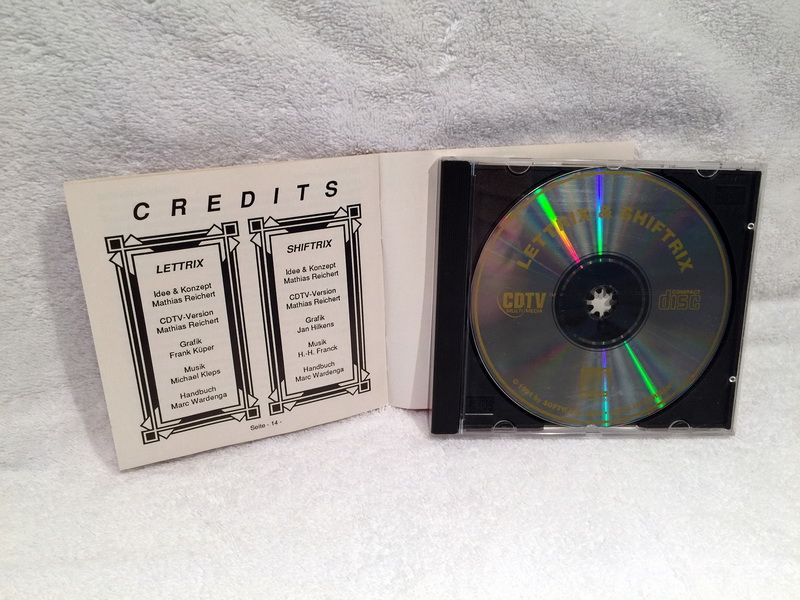 CREDITS
LETTRIX
Idee & Konzept
Mathias Reichert
CDTV-Version
Mathias Reichert
Grafik
Frank Küper
Musik
Michael Kleps
Handbuch
Marc Wardenga
SHIFTRIX
Idee & Konzept
Mathias Reichert
CDTV-Version
Mathias Reichert
Grafik
Jan Hilkens
Musik
H.-H. Franck
Handbuch
Marc Wardenga
Seite - 14 -
LETTRIX & SHIFTRIX
CDTV
MULTIMEDIA
COMPACT
disc
© 1991 by